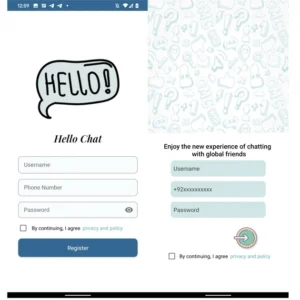 12:59
HELLO!
Hello Chat
Username
Phone Number
Password
By continuing, I agree privacy and policy
Register
Enjoy the new experience of chatting
with global friends
Username
+92xxxxxxxxxx
Password
By continuing, I agree privacy and policy